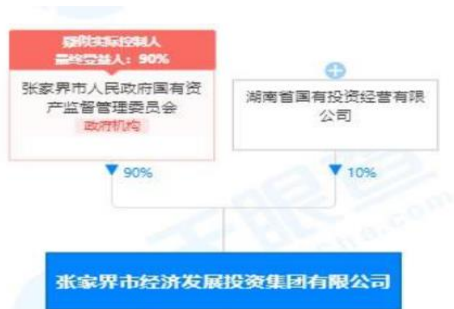 疑似实际控制人
最终受益人：90%
张家界市人民政府国有资
产监督管理委员会
政府机构
湖南省国有投资经营有限
公司
90%
10%
天眼查
张家界市经济发展投资集团有限公司